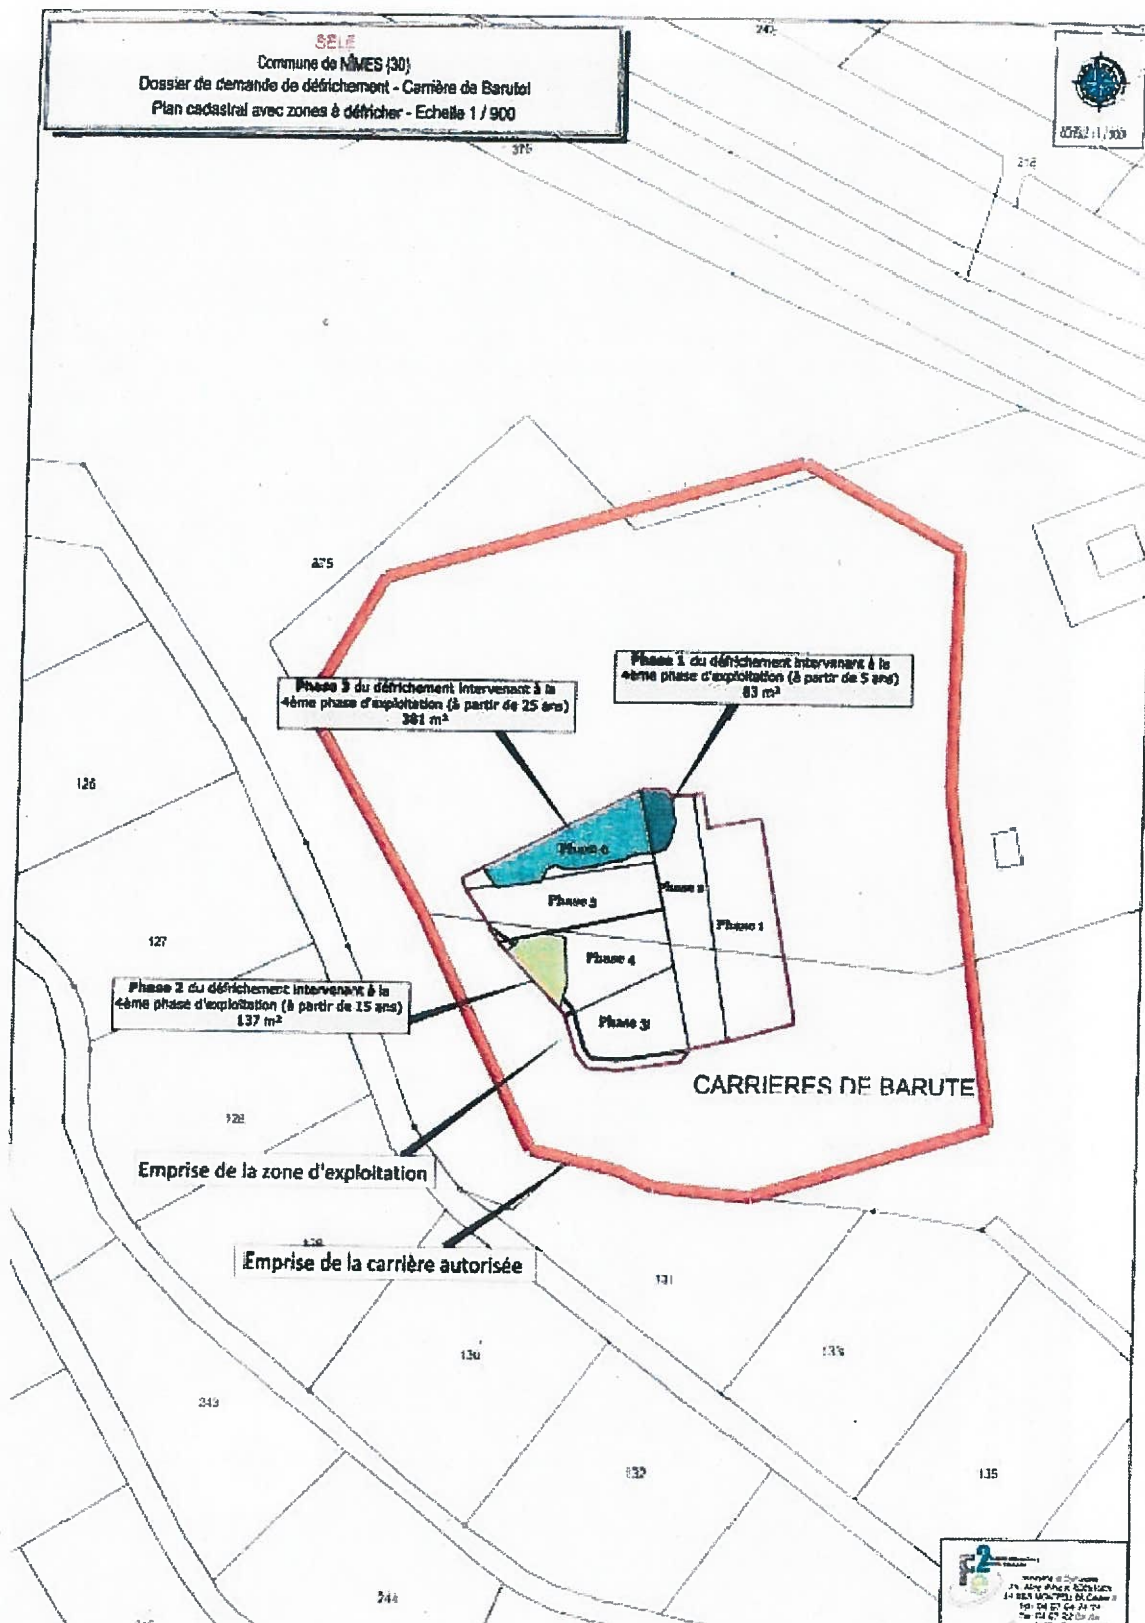 SELE
Commune de NÎMES (30)
Dossier de demande de défrichement - Carrière de Barutel
Plan cadastral avec zones à défricher - Echelle 1 / 900
247
376
218
275
Phase 3 du défrichement intervenant à la
4ème phase d'exploitation (à partir de 25 ans)
381 m²
Phase 1 du défrichement intervenant à la
4ème phase d'exploitation (à partir de 5 ans)
83 m²
126
Phase 6
Phase 5
Phase 2
Phase 1
127
Phase 4
Phase 2 du défrichement intervenant à la
4ème phase d'exploitation (à partir de 15 ans)
137 m²
Phase 3
CARRIERES DE BARUTE
128
Emprise de la zone d'exploitation
129
Emprise de la carrière autorisée
131
130
133
243
132
135
244
F2